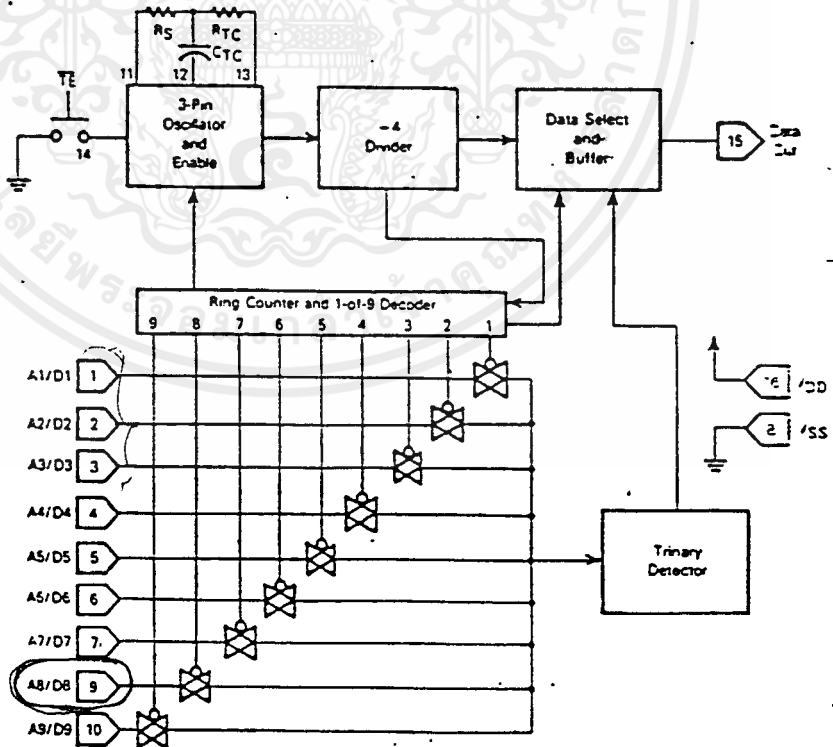 RS
RTC
CTC
11
12
13
TE
14
3-Pin
Oscillator
and
Enable
÷4
Divider
Data Select
and
Buffer
15
Ring Counter and 1-of-9 Decoder
9 8 7 6 5 4 3 2 1
A1/D1 1
A2/D2 2
A3/D3 3
A4/D4 4
A5/D5 5
A6/D6 6
A7/D7 7
A8/D8 9
A9/D9 10
VDD
VSS
Trinary
Detector